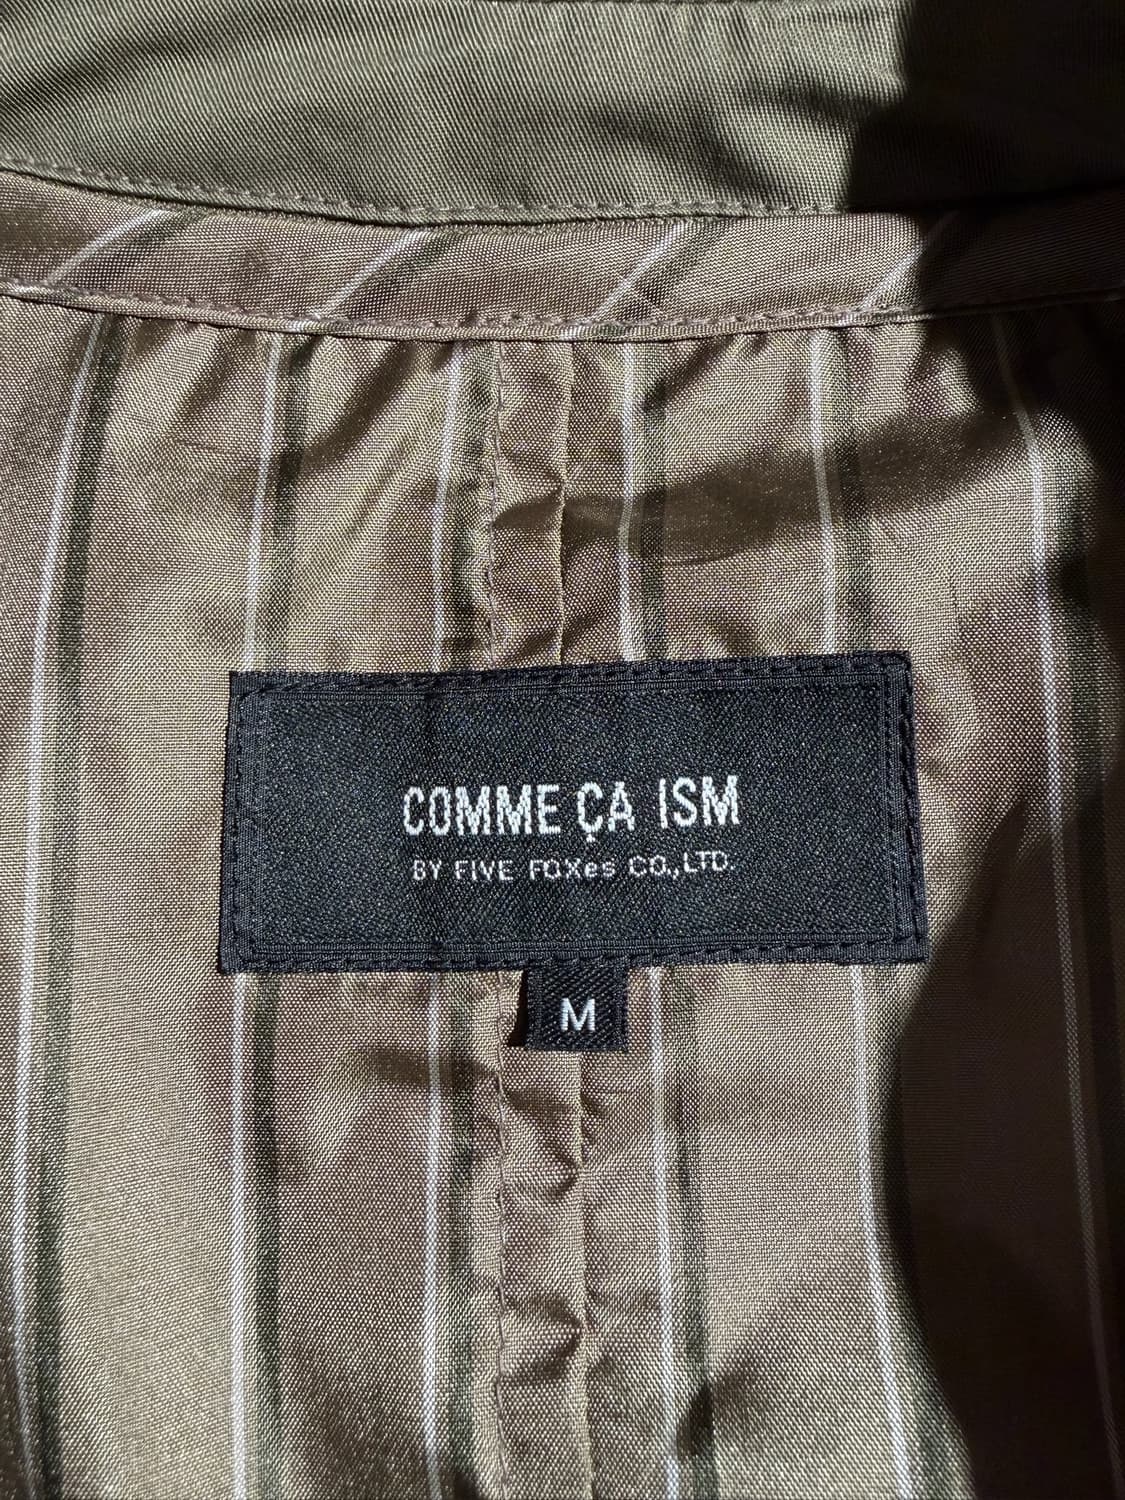 COMME ÇA ISM
BY FIVE FOXes CO.,LTD.
M